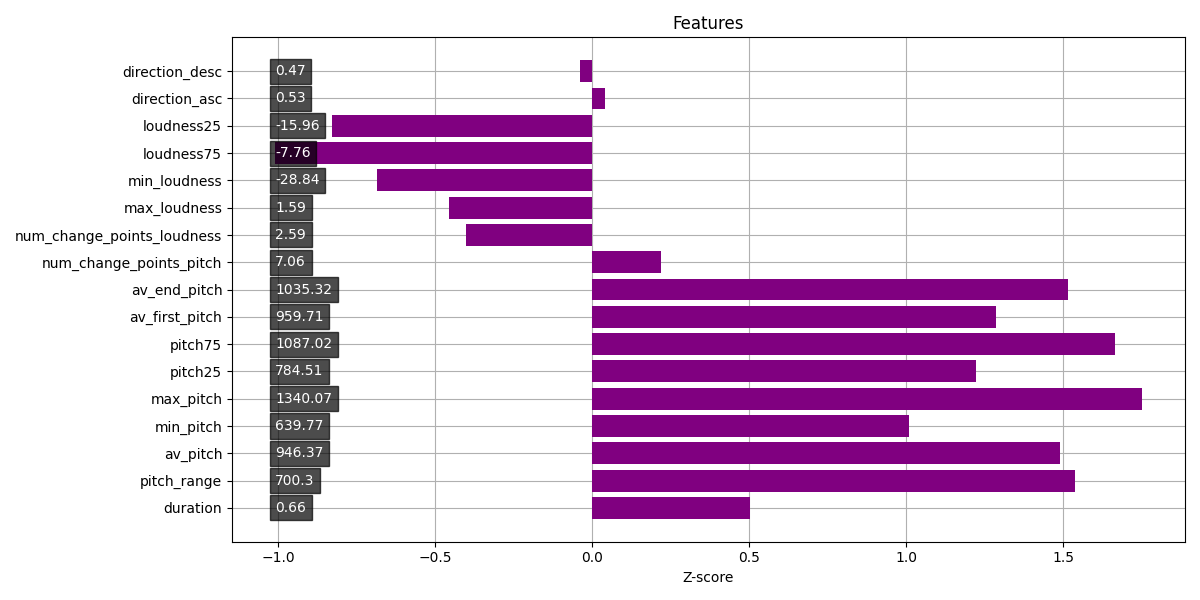 Features
direction_desc 0.47
direction_asc 0.53
loudness25 -15.96
loudness75 -7.76
min_loudness -28.84
max_loudness 1.59
num_change_points_loudness 2.59
num_change_points_pitch 7.06
av_end_pitch 1035.32
av_first_pitch 959.71
pitch75 1087.02
pitch25 784.51
max_pitch 1340.07
min_pitch 639.77
av_pitch 946.37
pitch_range 700.3
duration 0.66
−1.0 −0.5 0.0 0.5 1.0 1.5
Z-score